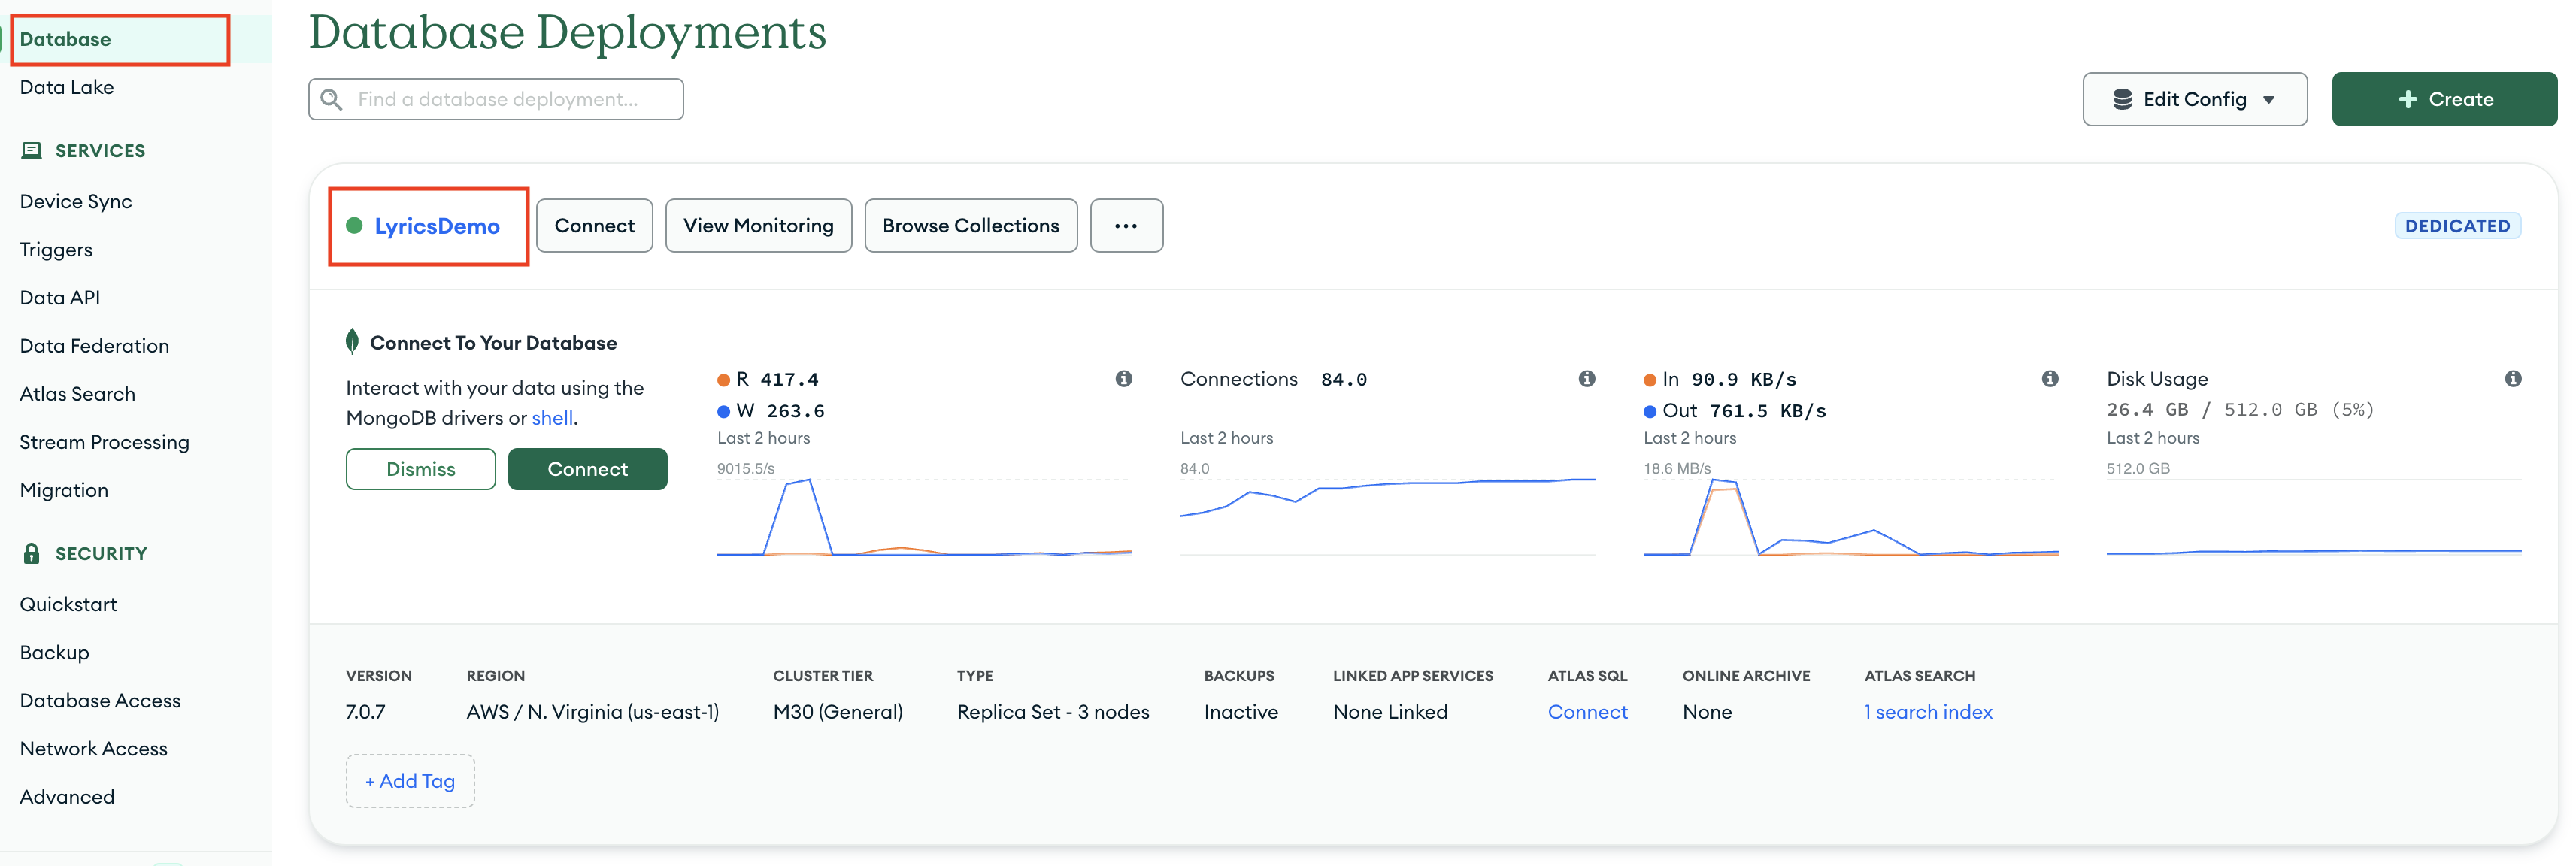 Database
Data Lake
SERVICES
Device Sync
Triggers
Data API
Data Federation
Atlas Search
Stream Processing
Migration
SECURITY
Quickstart
Backup
Database Access
Network Access
Advanced
Database Deployments
Find a database deployment...
Edit Config
+ Create
LyricsDemo
Connect
View Monitoring
Browse Collections
...
DEDICATED
Connect To Your Database
Interact with your data using the
MongoDB drivers or shell.
Dismiss
Connect
R 417.4
W 263.6
Last 2 hours
9015.5/s
Connections 84.0
Last 2 hours
84.0
In 90.9 KB/s
Out 761.5 KB/s
Last 2 hours
18.6 MB/s
Disk Usage
26.4 GB / 512.0 GB (5%)
Last 2 hours
512.0 GB
VERSION
7.0.7
REGION
AWS / N. Virginia (us-east-1)
CLUSTER TIER
M30 (General)
TYPE
Replica Set - 3 nodes
BACKUPS
Inactive
LINKED APP SERVICES
None Linked
ATLAS SQL
Connect
ONLINE ARCHIVE
None
ATLAS SEARCH
1 search index
+ Add Tag